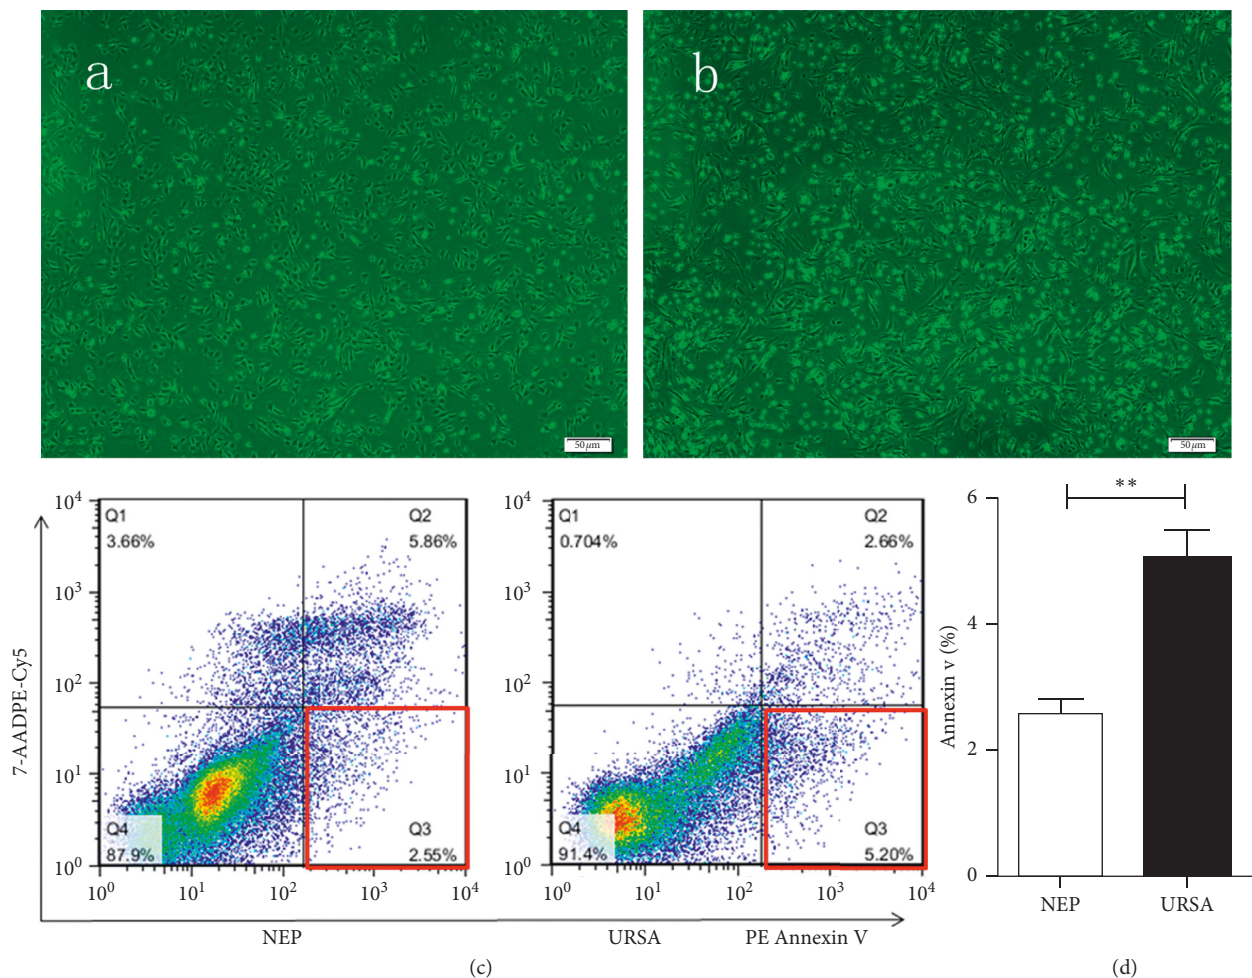 a
b
50 μm
50 μm
10⁴
10³
10²
10¹
10⁰
Q1
3.66%
Q2
5.86%
Q4
87.9%
Q3
2.55%
10⁰ 10¹ 10² 10³ 10⁴
7-AADPE-Cy5
NEP
10⁴
10³
10²
10¹
10⁰
Q1
0.704%
Q2
2.66%
Q4
91.4%
Q3
5.20%
10⁰ 10¹ 10² 10³ 10⁴
URSA
PE Annexin V
(c)
**
6
4
2
0
Annexin v (%)
NEP
URSA
(d)